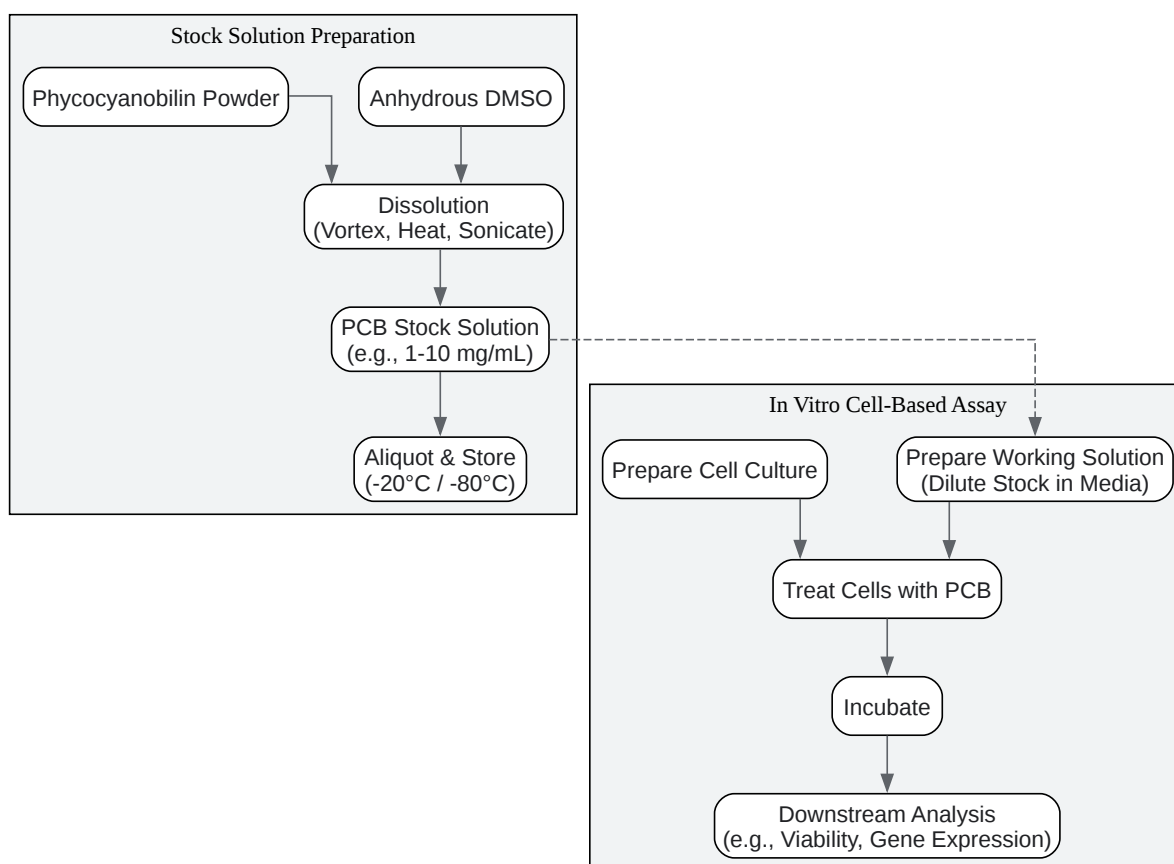 Stock Solution Preparation
Phycocyanobilin Powder
Anhydrous DMSO
Dissolution
(Vortex, Heat, Sonicate)
PCB Stock Solution
(e.g., 1-10 mg/mL)
Aliquot & Store
(-20°C / -80°C)
In Vitro Cell-Based Assay
Prepare Cell Culture
Prepare Working Solution
(Dilute Stock in Media)
Treat Cells with PCB
Incubate
Downstream Analysis
(e.g., Viability, Gene Expression)